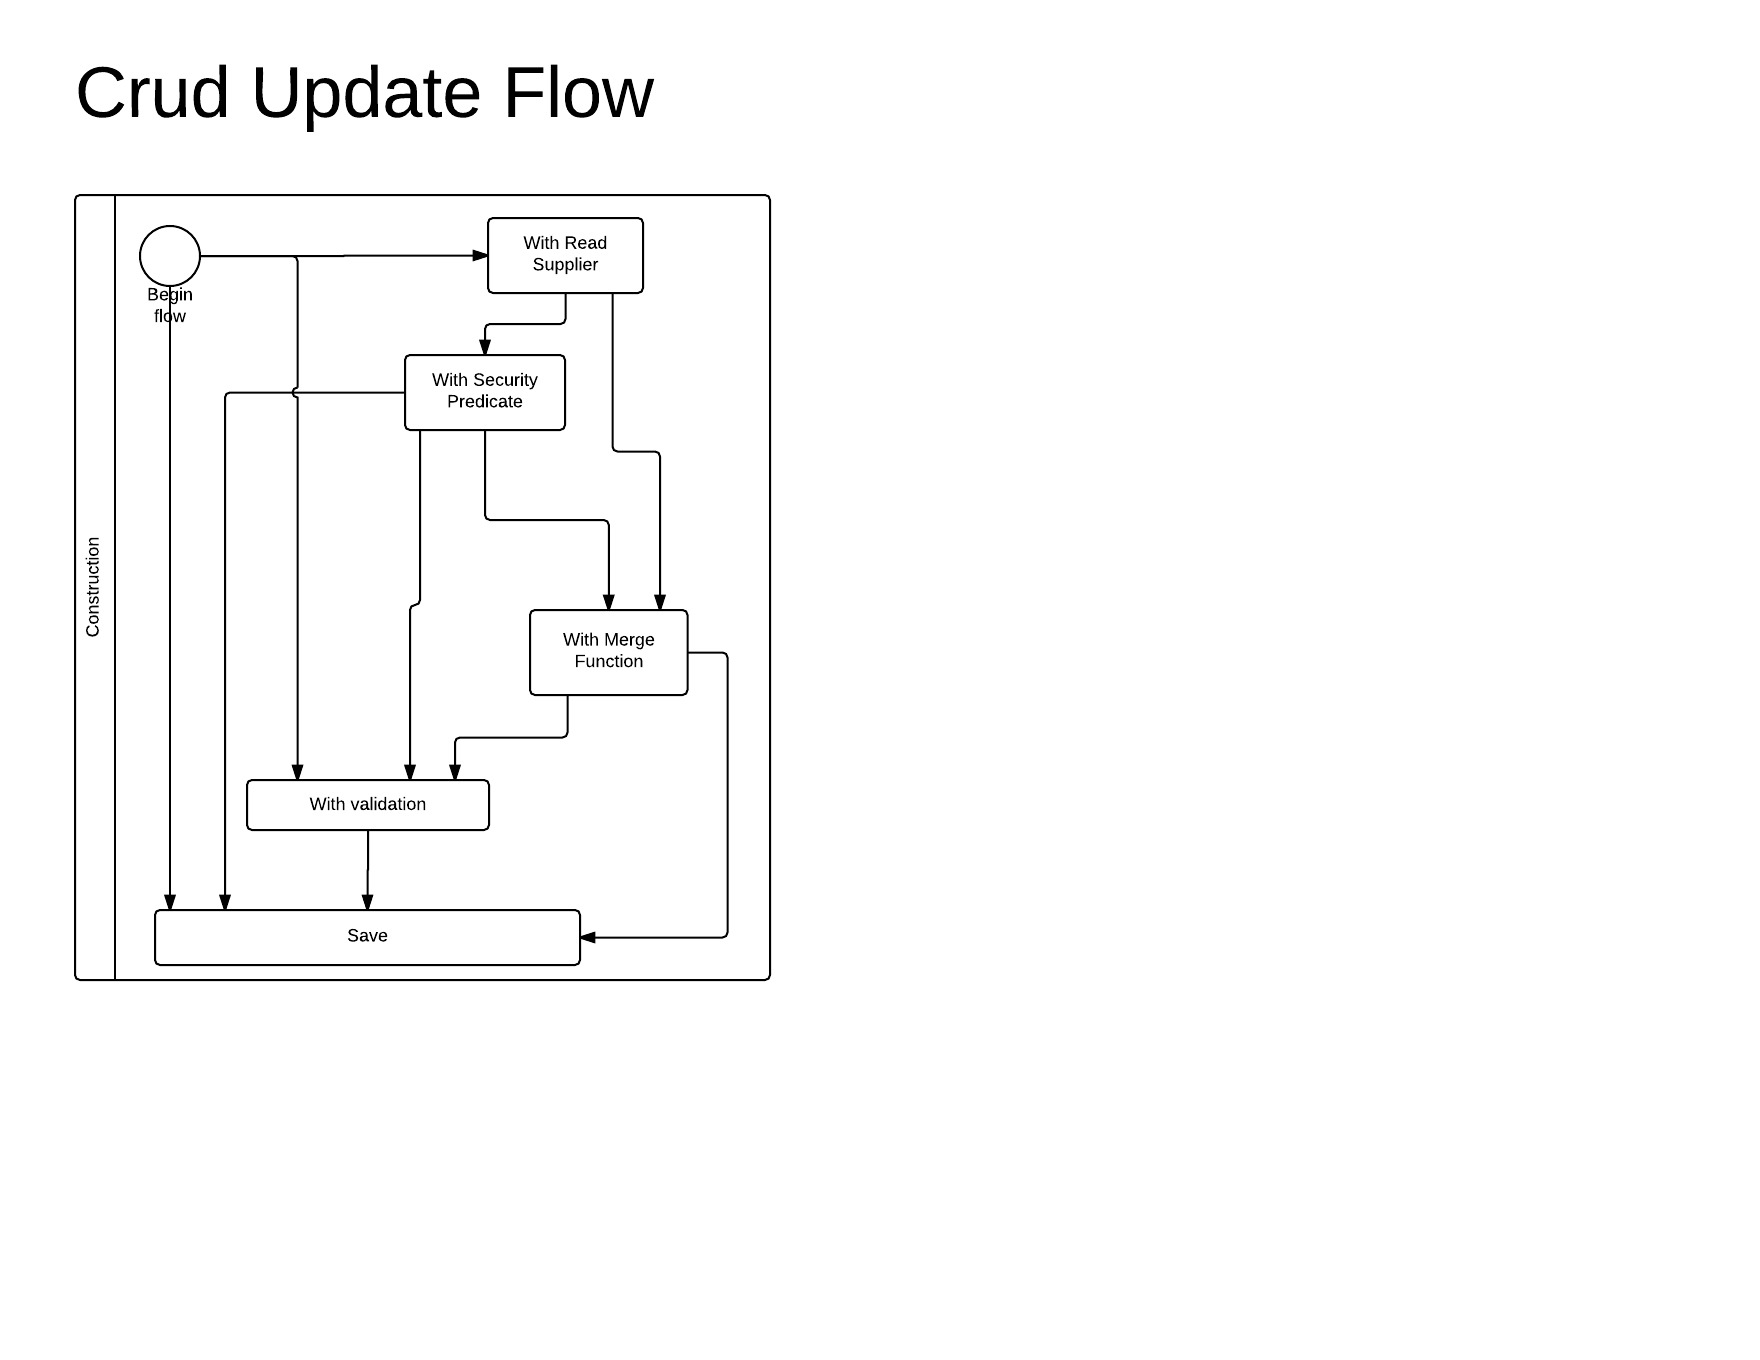 Crud Update Flow
Construction
Begin
flow
With Read
Supplier
With Security
Predicate
With Merge
Function
With validation
Save